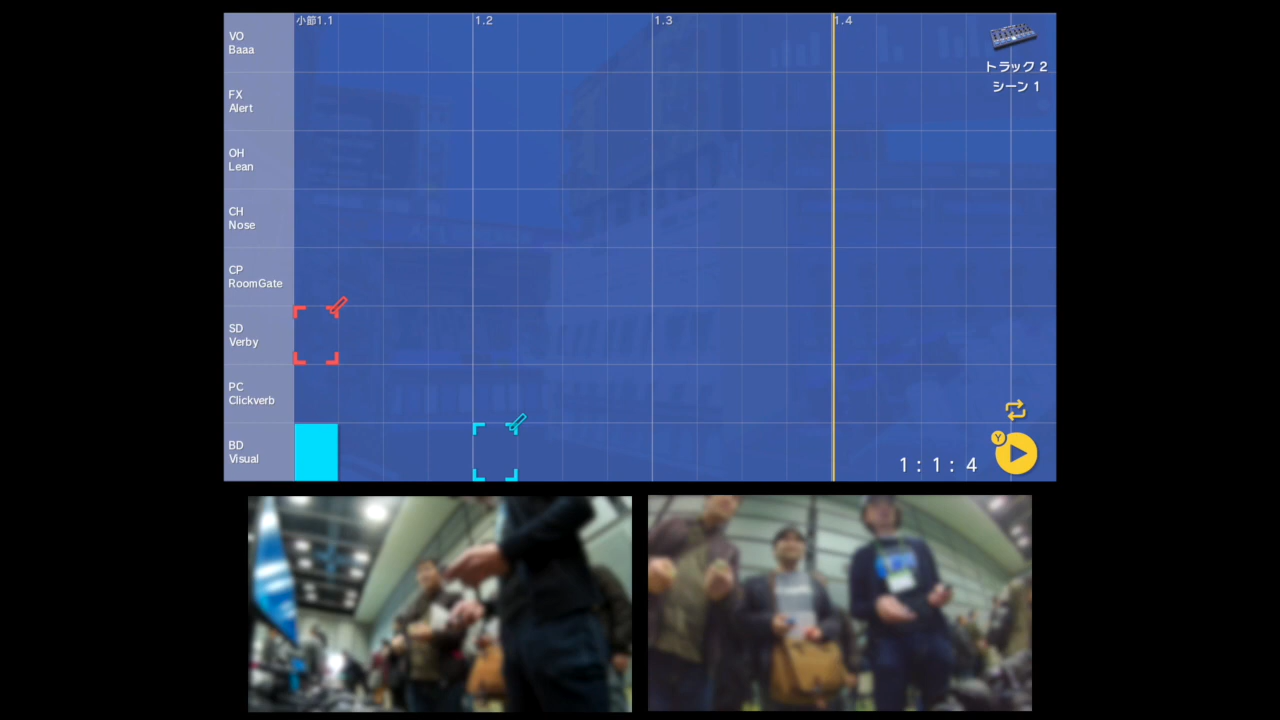 小節1.1
1.2
1.3
1.4
VO
Baaa
トラック 2
シーン 1
FX
Alert
OH
Lean
CH
Nose
CP
RoomGate
SD
Verby
PC
Clickverb
BD
Visual
Y
1:1:4